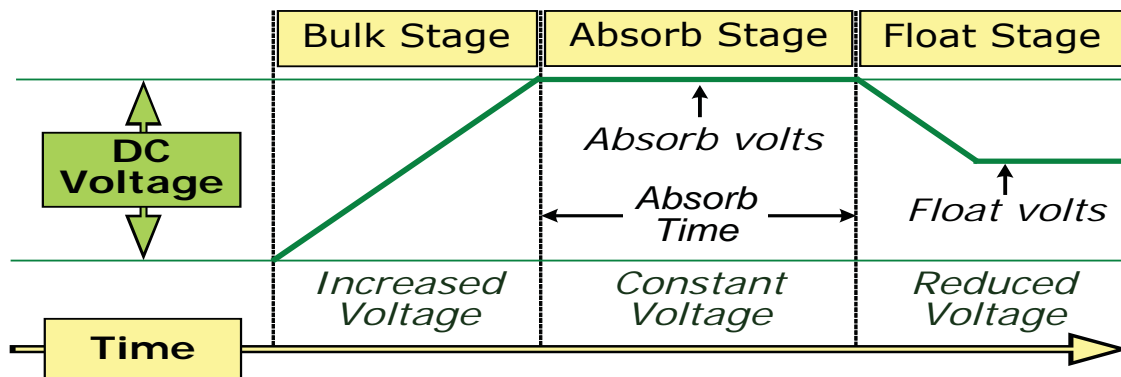 Bulk Stage
Absorb Stage
Float Stage
DC
Voltage
Absorb volts
Absorb
Time
Float volts
Increased
Voltage
Constant
Voltage
Reduced
Voltage
Time